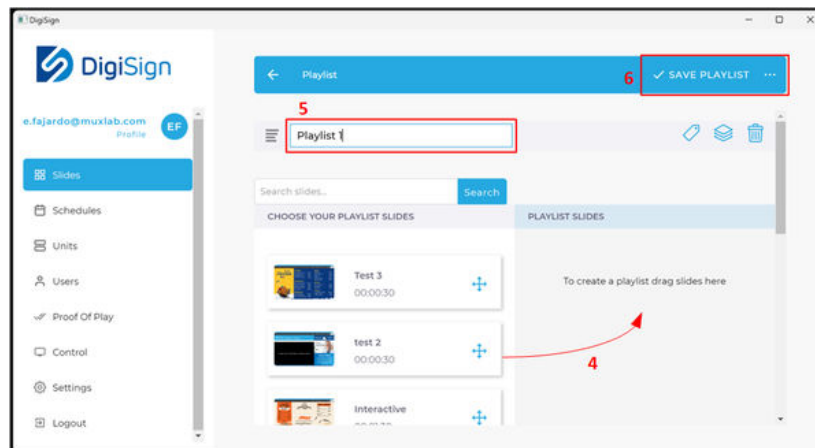 DigiSign
DigiSign
e.fajardo@muxlab.com
Profile
EF
Slides
Schedules
Units
Users
Proof Of Play
Control
Settings
Logout
Playlist
6
SAVE PLAYLIST
5
Playlist 1
Search slides...
Search
CHOOSE YOUR PLAYLIST SLIDES
PLAYLIST SLIDES
Test 3
00:00:30
To create a playlist drag slides here
test 2
00:00:30
4
Interactive